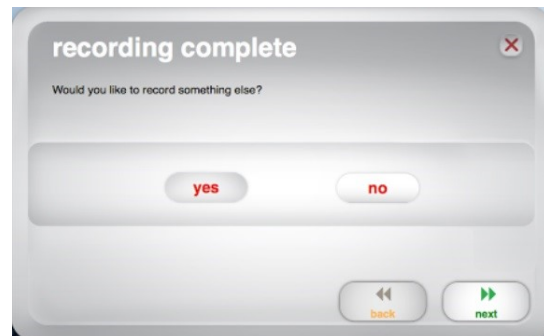 recording complete
Would you like to record something else?
yes
no
back
next